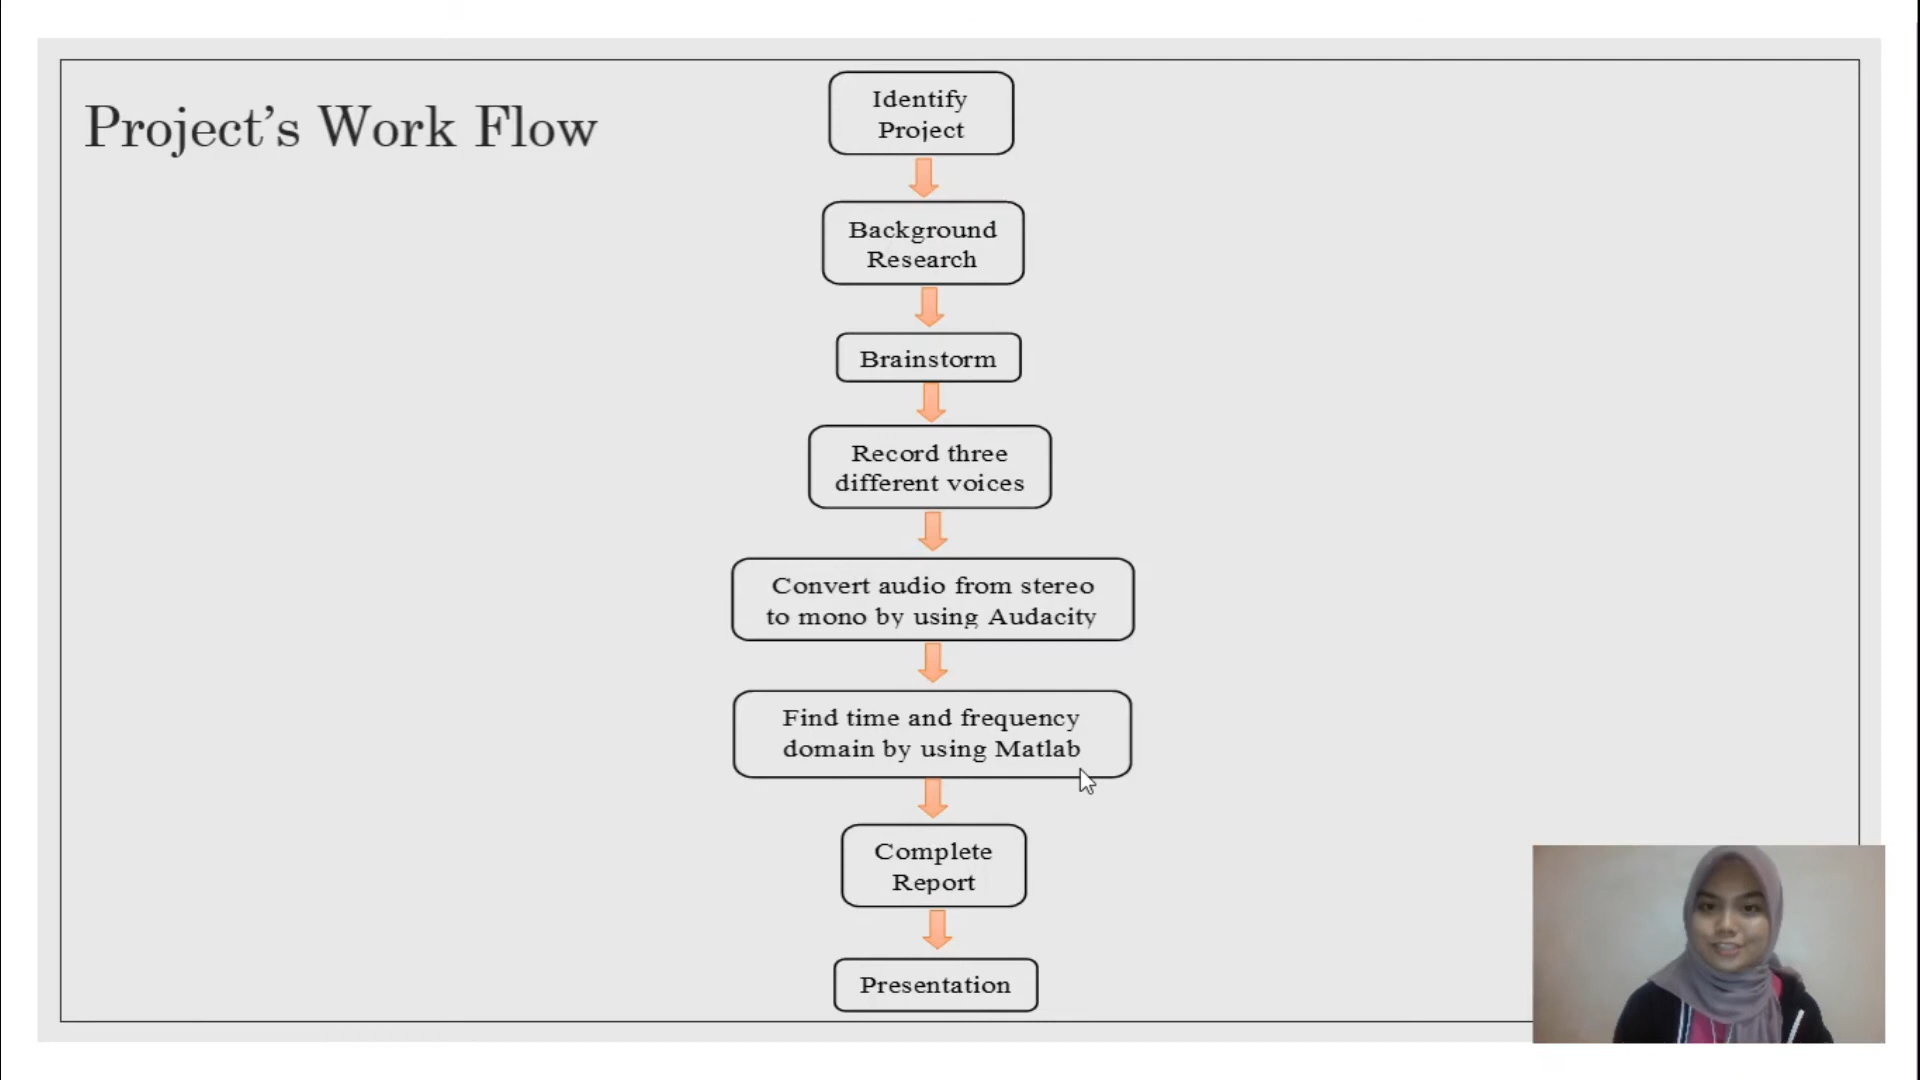 Project's Work Flow
Identify
Project
Background
Research
Brainstorm
Record three
different voices
Convert audio from stereo
to mono by using Audacity
Find time and frequency
domain by using Matlab
Complete
Report
Presentation